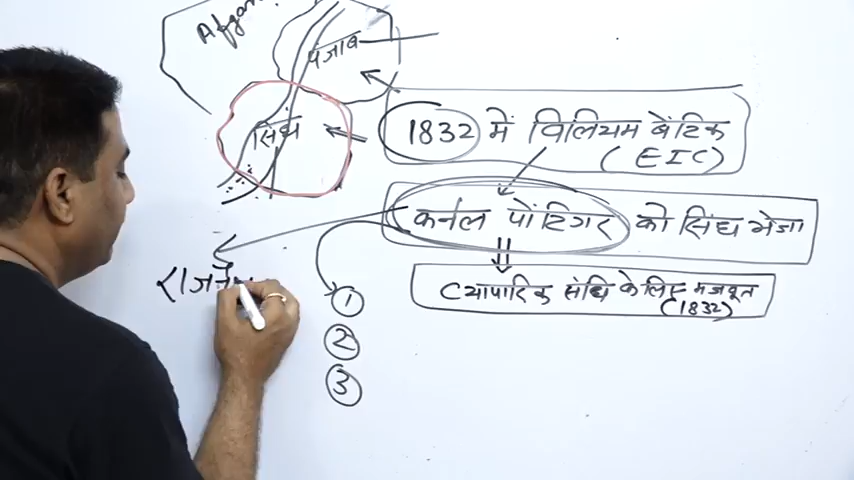 Afgan
पंजाब
सिंध
1832 में विलियम बेंटिक
(EIC)
कर्नल पोंटिगर को सिंध भेजा
व्यापारिक संधि के लिए मजबूत
(1832)
राजनै
1
2
3